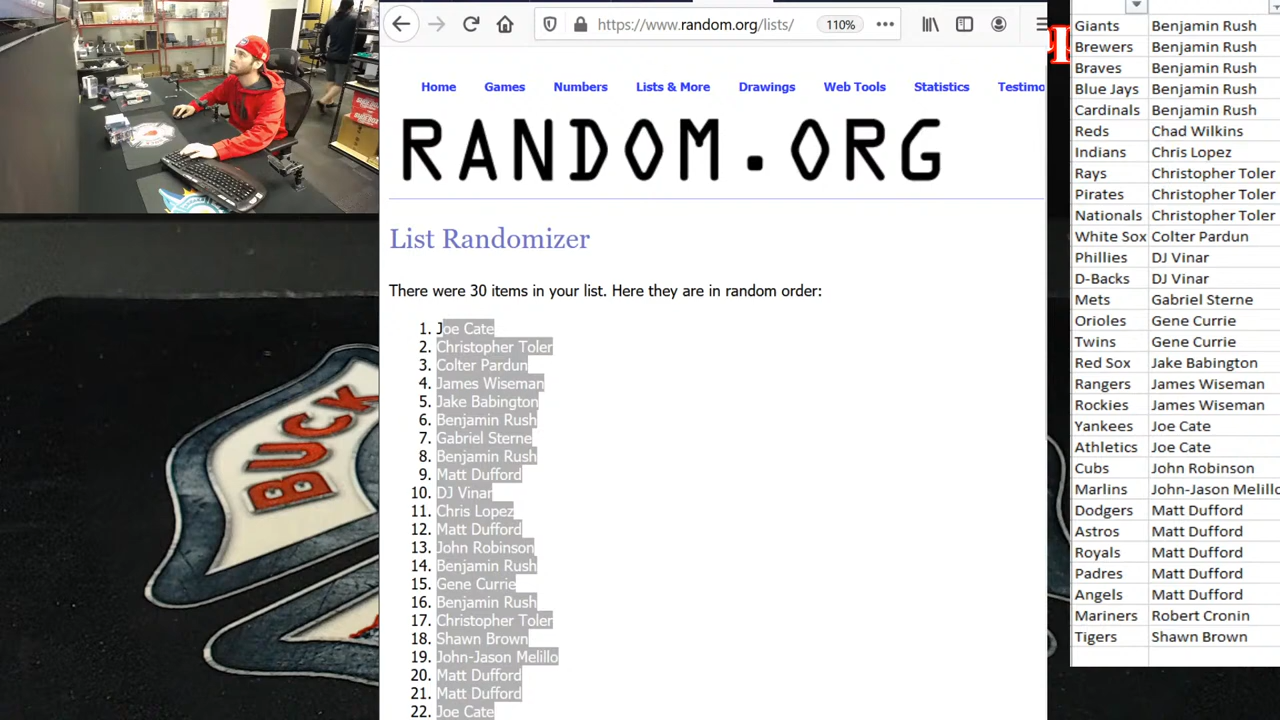 https://www.random.org/lists/
110%
Home Games Numbers Lists & More Drawings Web Tools Statistics Testimo
RANDOM.ORG
List Randomizer
There were 30 items in your list. Here they are in random order:
1. Joe Cate
2. Christopher Toler
3. Colter Pardun
4. James Wiseman
5. Jake Babington
6. Benjamin Rush
7. Gabriel Sterne
8. Benjamin Rush
9. Matt Dufford
10. DJ Vinar
11. Chris Lopez
12. Matt Dufford
13. John Robinson
14. Benjamin Rush
15. Gene Currie
16. Benjamin Rush
17. Christopher Toler
18. Shawn Brown
19. John-Jason Melillo
20. Matt Dufford
21. Matt Dufford
22. Joe Cate
Giants Benjamin Rush
Brewers Benjamin Rush
Braves Benjamin Rush
Blue Jays Benjamin Rush
Cardinals Benjamin Rush
Reds Chad Wilkins
Indians Chris Lopez
Rays Christopher Toler
Pirates Christopher Toler
Nationals Christopher Toler
White Sox Colter Pardun
Phillies DJ Vinar
D-Backs DJ Vinar
Mets Gabriel Sterne
Orioles Gene Currie
Twins Gene Currie
Red Sox Jake Babington
Rangers James Wiseman
Rockies James Wiseman
Yankees Joe Cate
Athletics Joe Cate
Cubs John Robinson
Marlins John-Jason Melillo
Dodgers Matt Dufford
Astros Matt Dufford
Royals Matt Dufford
Padres Matt Dufford
Angels Matt Dufford
Mariners Robert Cronin
Tigers Shawn Brown
BUCK